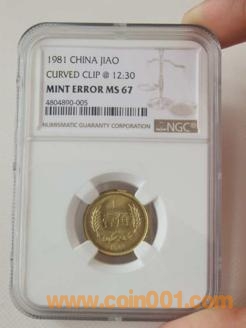 1981 CHINA JIAO
CURVED CLIP @ 12:30
MINT ERROR MS 67
4804890-005
NUMISMATIC GUARANTY CORPORATION
NGC
www.coin001.com